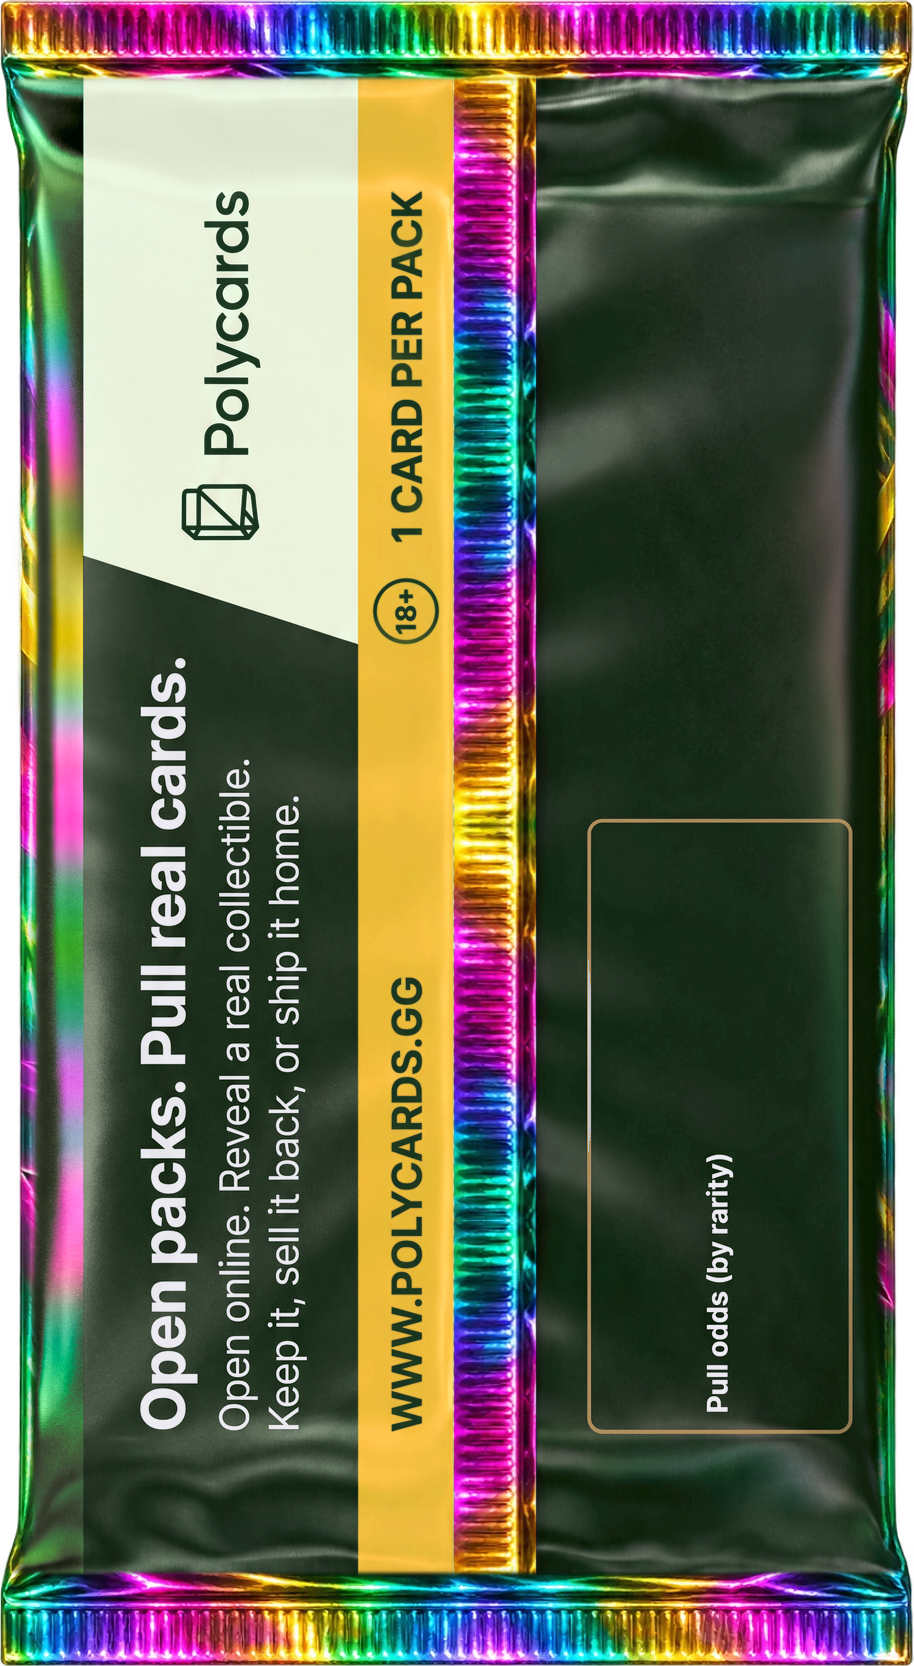 Polycards
Open packs. Pull real cards.
Open online. Reveal a real collectible.
Keep it, sell it back, or ship it home.
WWW.POLYCARDS.GG
18+
1 CARD PER PACK
Pull odds (by rarity)